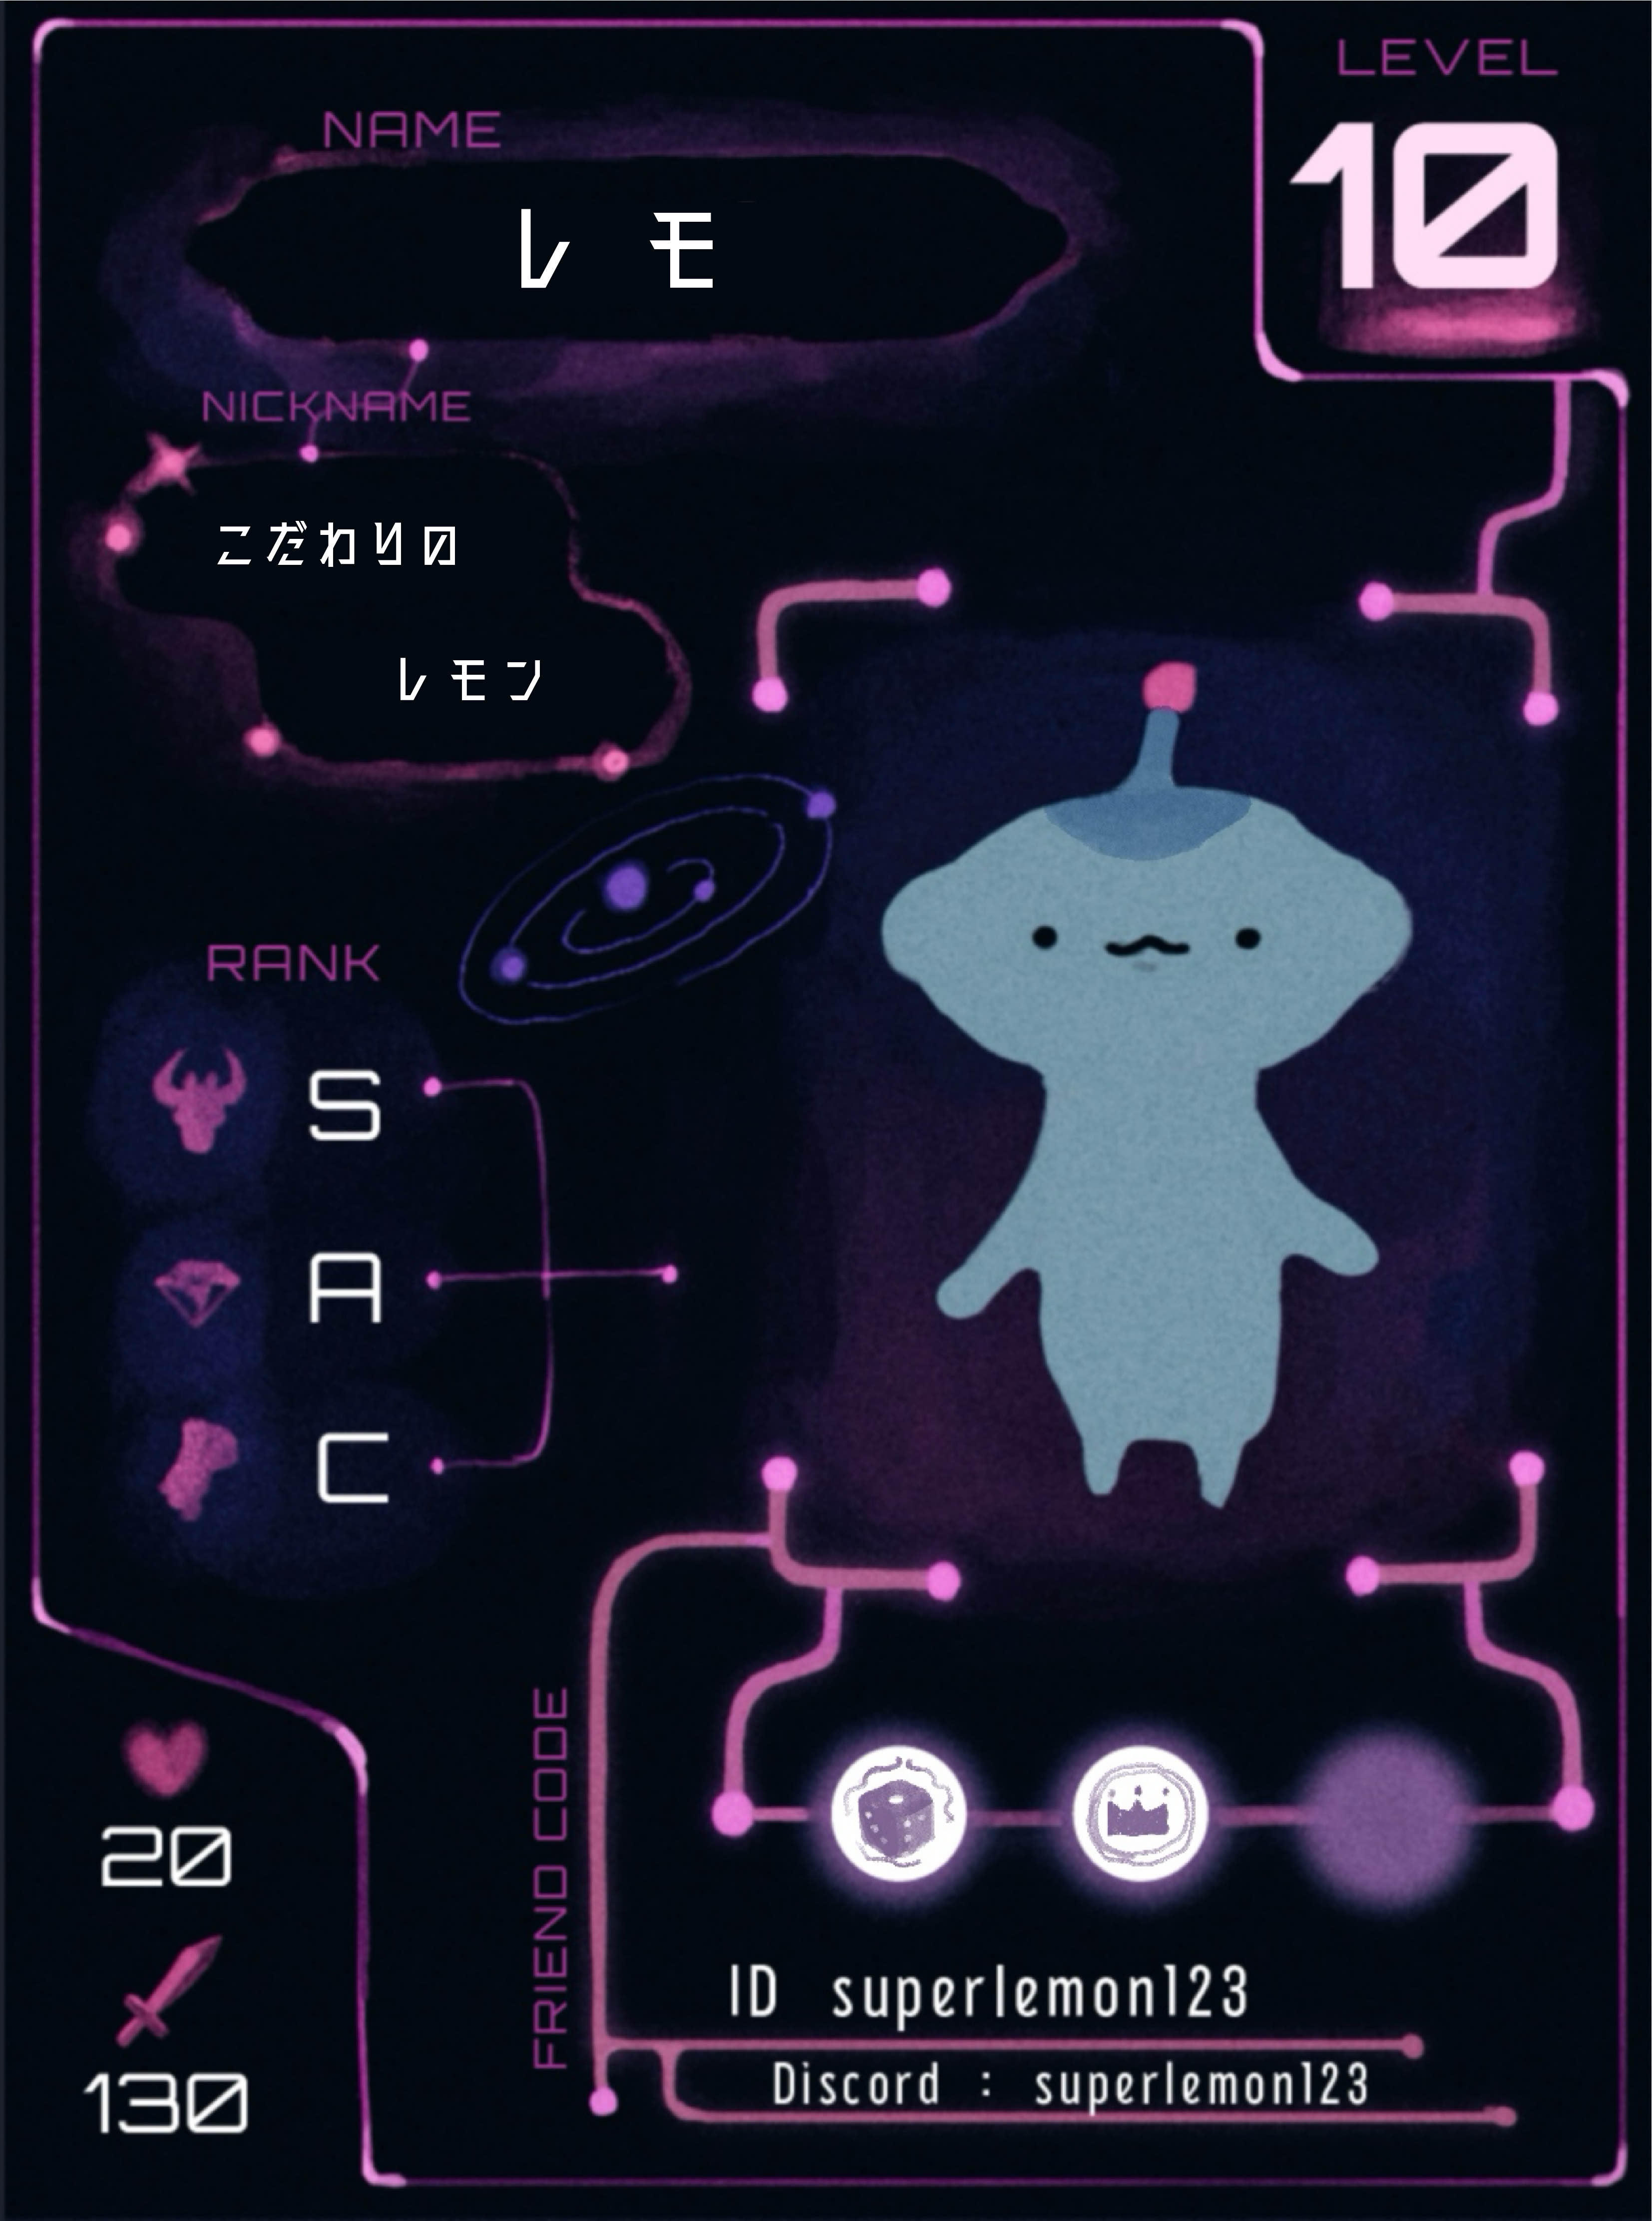 LEVEL
10
NAME
レモ
NICKNAME
こだわりの
レモン
RANK
S
A
C
20
130
FRIEND CODE
ID superlemon123
Discord : superlemon123